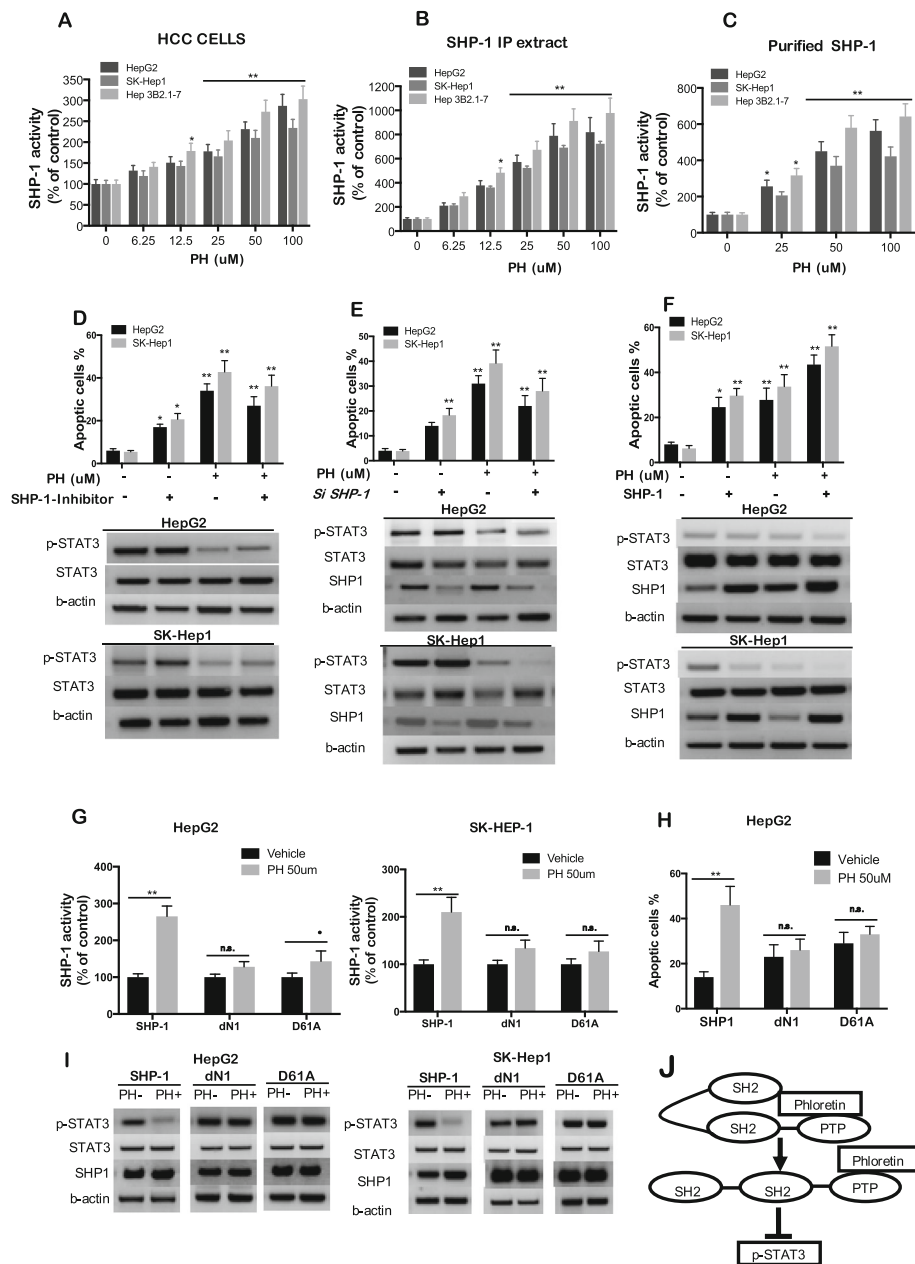 A
HCC CELLS
HepG2
SK-Hep1
Hep 3B2.1-7
SHP-1 activity
(% of control)
350
300
250
200
150
100
50
0
*
**
0 6.25 12.5 25 50 100
PH (uM)
B
SHP-1 IP extract
HepG2
SK-Hep1
Hep 3B2.1-7
SHP-1 activity
(% of control)
1200
1000
800
600
400
200
0
*
**
0 6.25 12.5 25 50 100
PH (uM)
C
Purified SHP-1
HepG2
SK-Hep1
Hep 3B2.1-7
SHP-1 activity
(% of control)
800
600
400
200
0
* *
**
0 25 50 100
PH (uM)
D
HepG2
SK-Hep1
Apoptic cells %
60
40
20
0
* * ** ** ** **
PH (uM) - - + +
SHP-1-Inhibitor - + - +
HepG2
p-STAT3
STAT3
b-actin
SK-Hep1
p-STAT3
STAT3
b-actin
E
HepG2
SK-Hep1
Apoptic cells %
60
40
20
0
** ** ** ** **
PH (uM) - - + +
Si SHP-1 - + - +
HepG2
p-STAT3
STAT3
SHP1
b-actin
SK-Hep1
p-STAT3
STAT3
SHP1
b-actin
F
HepG2
SK-Hep1
Apoptic cells %
60
40
20
0
* ** ** ** ** **
PH (uM) - - + +
SHP-1 - + - +
HepG2
p-STAT3
STAT3
SHP1
b-actin
SK-Hep1
p-STAT3
STAT3
SHP1
b-actin
G
HepG2
Vehicle
PH 50um
SHP-1 activity
(% of control)
400
300
200
100
0
** n.s. *
SHP-1 dN1 D61A
SK-HEP-1
Vehicle
PH 50um
SHP-1 activity
(% of control)
300
200
100
0
** n.s. n.s.
SHP-1 dN1 D61A
H
HepG2
Vehicle
PH 50uM
Apoptic cells %
60
40
20
0
** n.s. n.s.
SHP1 dN1 D61A
I
HepG2
SHP-1 dN1 D61A
PH- PH+ PH- PH+ PH- PH+
p-STAT3
STAT3
SHP1
b-actin
SK-Hep1
SHP-1 dN1 D61A
PH- PH+ PH- PH+ PH- PH+
p-STAT3
STAT3
SHP1
b-actin
J
SH2
Phloretin
SH2 PTP
Phloretin
SH2 SH2 PTP
p-STAT3